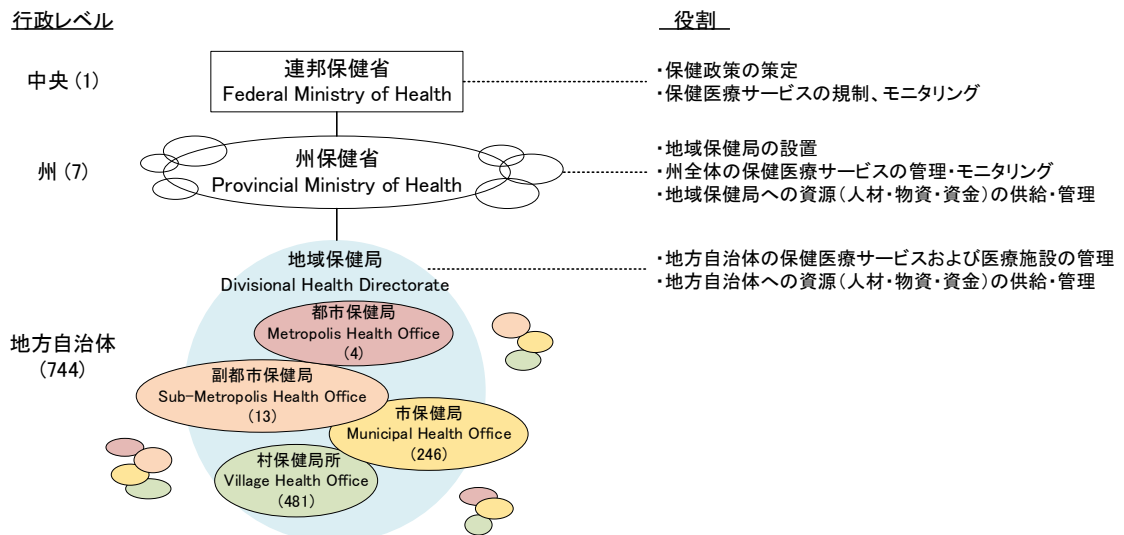 行政レベル
役割
中央 (1)
連邦保健省
Federal Ministry of Health
・保健政策の策定
・保健医療サービスの規制、モニタリング
州 (7)
州保健省
Provincial Ministry of Health
・地域保健局の設置
・州全体の保健医療サービスの管理・モニタリング
・地域保健局への資源(人材・物資・資金)の供給・管理
地域保健局
Divisional Health Directorate
・地方自治体の保健医療サービスおよび医療施設の管理
・地方自治体への資源(人材・物資・資金)の供給・管理
地方自治体
(744)
都市保健局
Metropolis Health Office
(4)
副都市保健局
Sub-Metropolis Health Office
(13)
市保健局
Municipal Health Office
(246)
村保健局所
Village Health Office
(481)